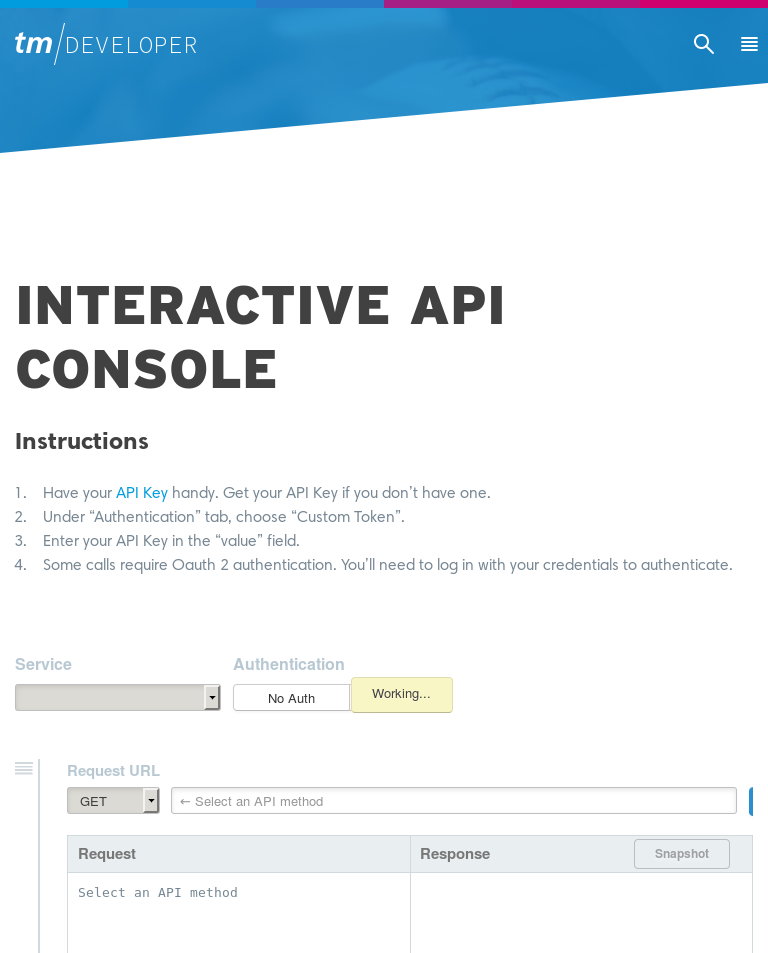 tm/DEVELOPER
INTERACTIVE API
CONSOLE
Instructions
1. Have your API Key handy. Get your API Key if you don’t have one.
2. Under “Authentication” tab, choose “Custom Token”.
3. Enter your API Key in the “value” field.
4. Some calls require Oauth 2 authentication. You’ll need to log in with your credentials to authenticate.
Service Authentication
No Auth Working...
Request URL
GET ← Select an API method
Request Response Snapshot
Select an API method